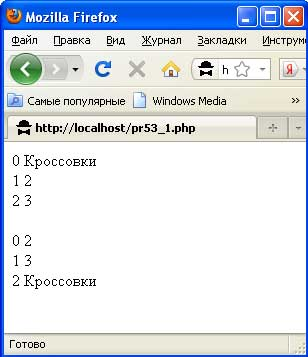 Mozilla Firefox
Файл Правка Вид Журнал Закладки Инструме
h Я
Самые популярные Windows Media »
http://localhost/pr53_1.php
0 Кроссовки
1 2
2 3
0 2
1 3
2 Кроссовки
Готово